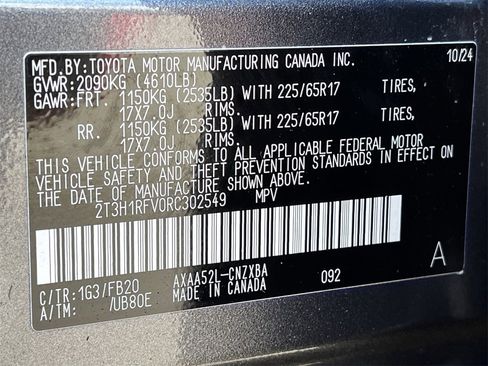 MFD.BY:TOYOTA MOTOR MANUFACTURING CANADA INC. 10/24
GVWR:2090KG (4610LB)
GAWR:FRT. 1150KG (2535LB) WITH 225/65R17 TIRES,
17X7.0J RIMS.
RR. 1150KG (2535LB) WITH 225/65R17 TIRES,
17X7.0J RIMS.
THIS VEHICLE CONFORMS TO ALL APPLICABLE FEDERAL MOTOR
VEHICLE SAFETY AND THEFT PREVENTION STANDARDS IN EFFECT ON
THE DATE OF MANUFACTURE SHOWN ABOVE.
2T3H1RFV0RC302549 MPV
C/TR:1G3/FB20 AXAA52L-CNZXBA 092 A
A/TM: /UB80E MADE IN CANADA